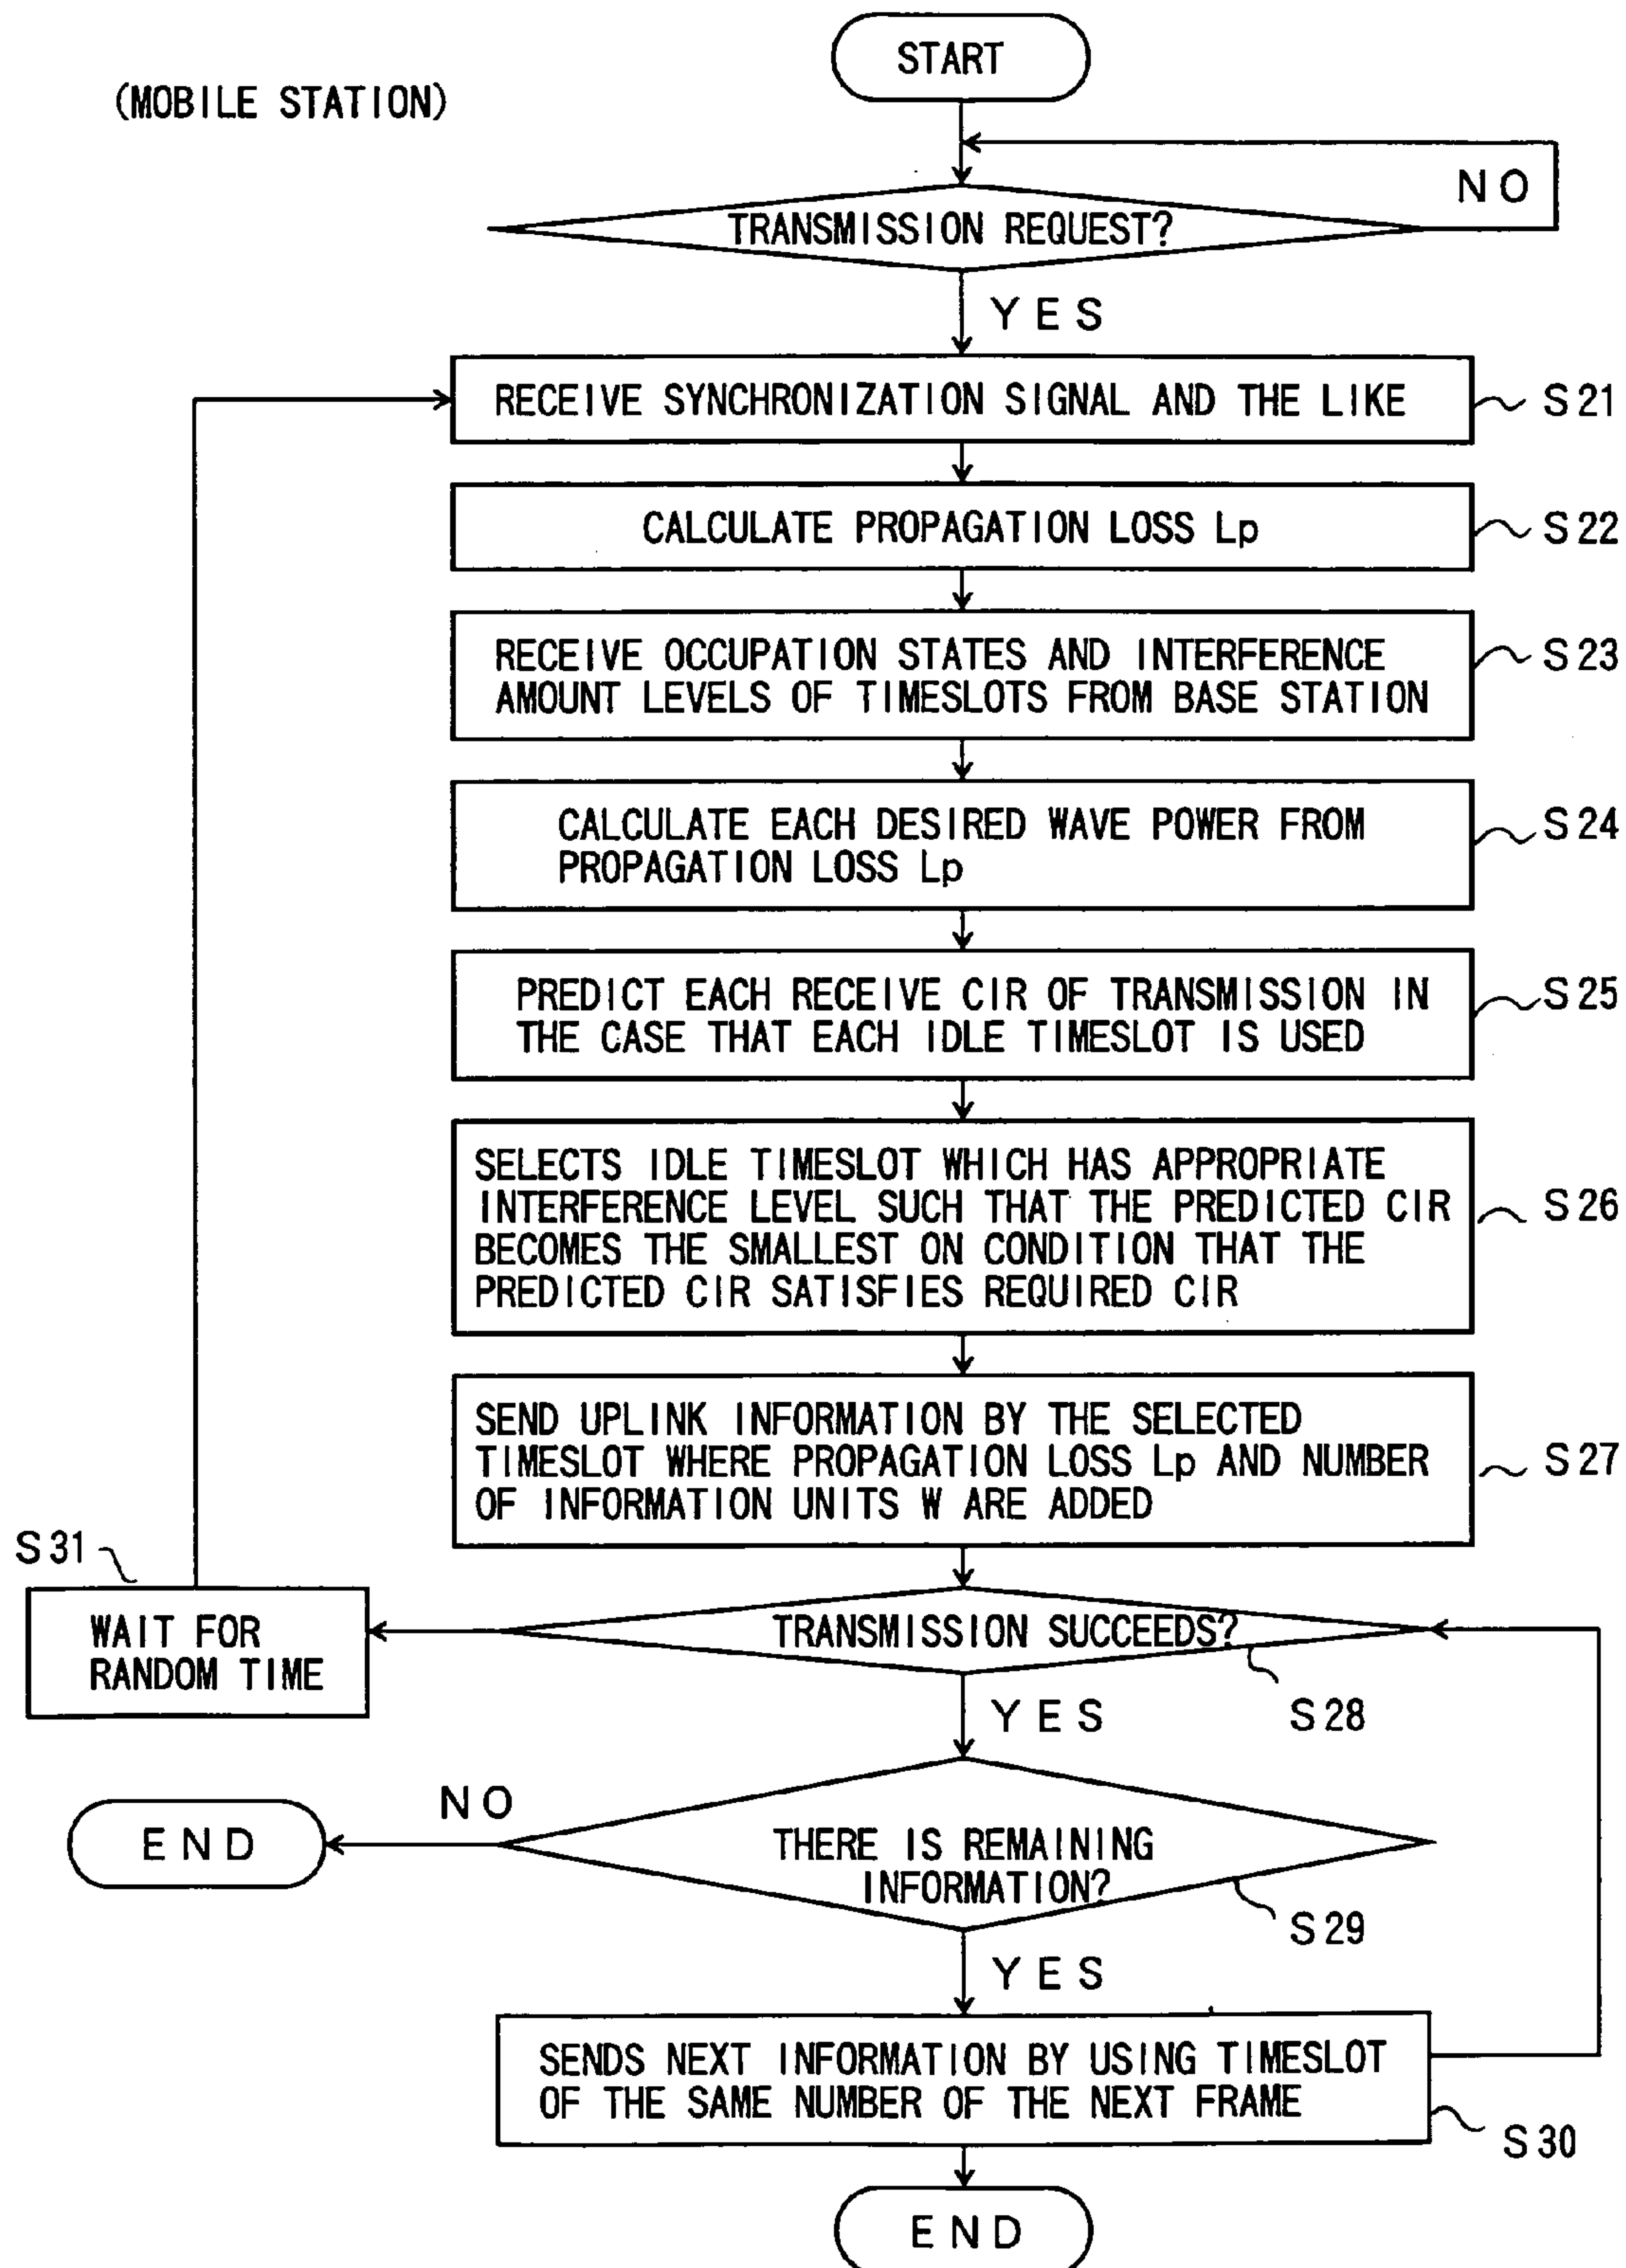 START
(MOBILE STATION)
NO
TRANSMISSION REQUEST?
YES
RECEIVE SYNCHRONIZATION SIGNAL AND THE LIKE
S21
CALCULATE PROPAGATION LOSS Lp
S22
RECEIVE OCCUPATION STATES AND INTERFERENCE
AMOUNT LEVELS OF TIMESLOTS FROM BASE STATION
S23
CALCULATE EACH DESIRED WAVE POWER FROM
PROPAGATION LOSS Lp
S24
PREDICT EACH RECEIVE CIR OF TRANSMISSION IN
THE CASE THAT EACH IDLE TIMESLOT IS USED
S25
SELECTS IDLE TIMESLOT WHICH HAS APPROPRIATE
INTERFERENCE LEVEL SUCH THAT THE PREDICTED CIR
BECOMES THE SMALLEST ON CONDITION THAT THE
PREDICTED CIR SATISFIES REQUIRED CIR
S26
SEND UPLINK INFORMATION BY THE SELECTED
TIMESLOT WHERE PROPAGATION LOSS Lp AND NUMBER
OF INFORMATION UNITS W ARE ADDED
S27
S31
WAIT FOR
RANDOM TIME
TRANSMISSION SUCCEEDS?
S28
YES
NO
END
THERE IS REMAINING
INFORMATION?
S29
YES
SENDS NEXT INFORMATION BY USING TIMESLOT
OF THE SAME NUMBER OF THE NEXT FRAME
S30
END